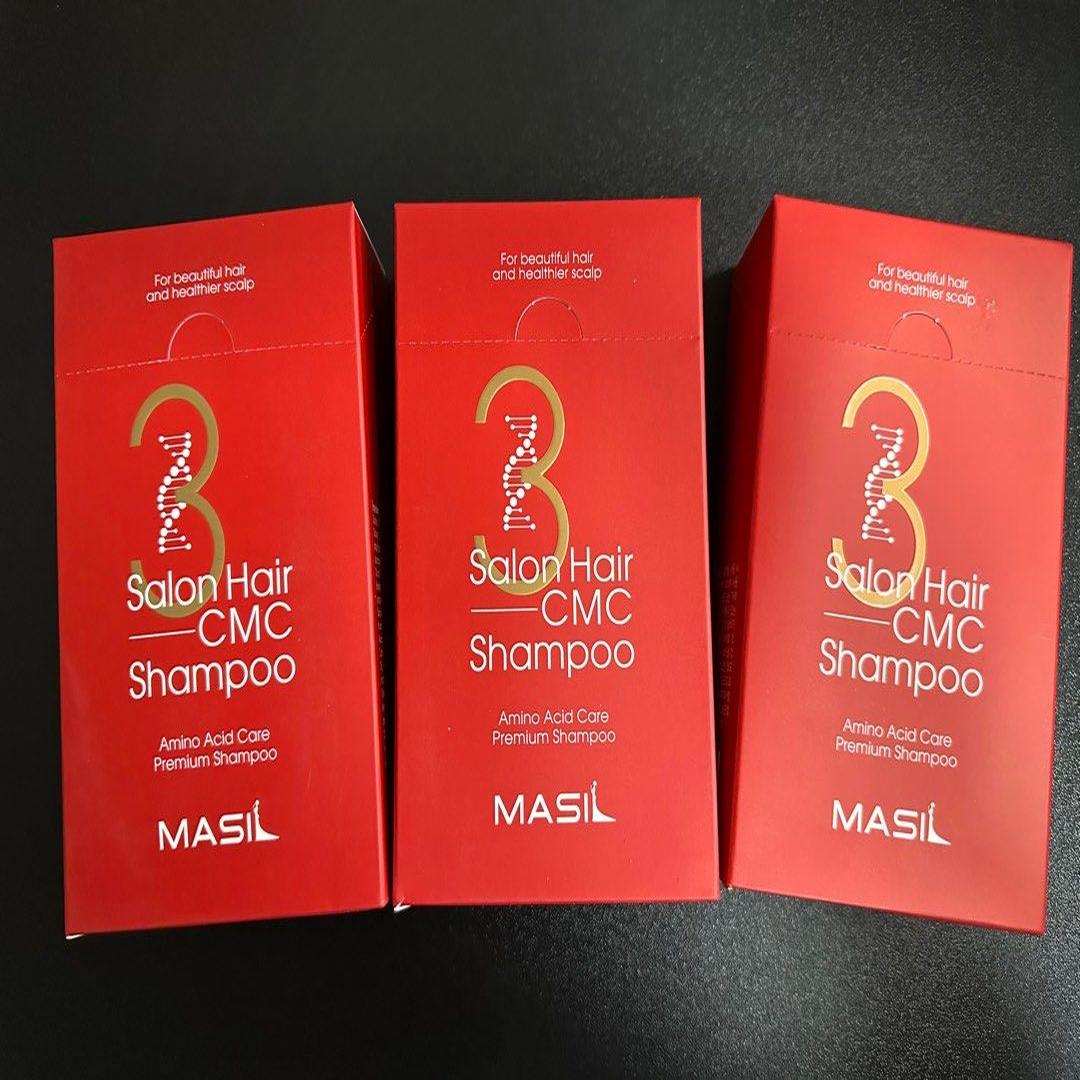 For beautiful hair
and healthier scalp
3
Salon Hair
CMC
Shampoo
Amino Acid Care
Premium Shampoo
MASIL
For beautiful hair
and healthier scalp
3
Salon Hair
CMC
Shampoo
Amino Acid Care
Premium Shampoo
MASIL
For beautiful hair
and healthier scalp
3
Salon Hair
CMC
Shampoo
Amino Acid Care
Premium Shampoo
MASIL